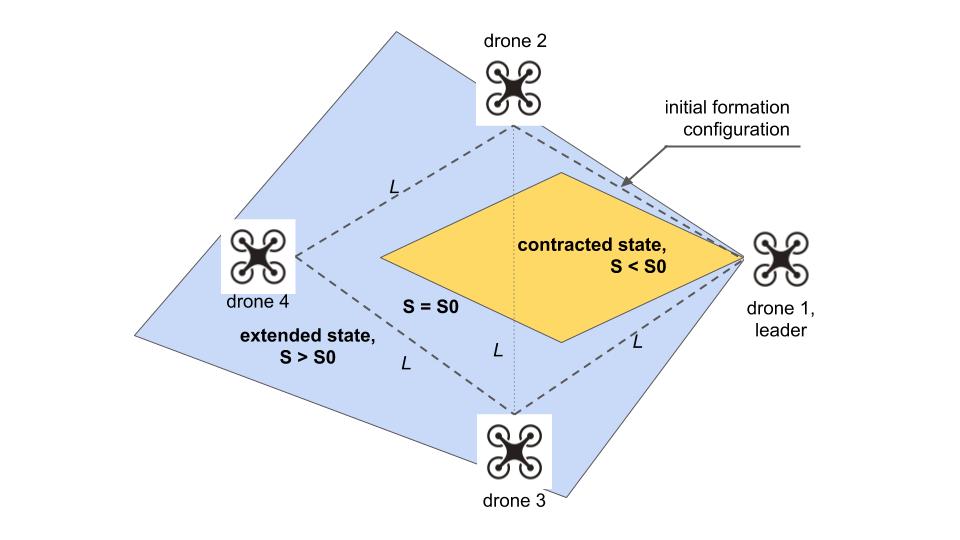 drone 2
initial formation
configuration
L
contracted state,
S < S0
drone 4
S = S0
drone 1,
leader
extended state,
S > S0
L
L
L
drone 3